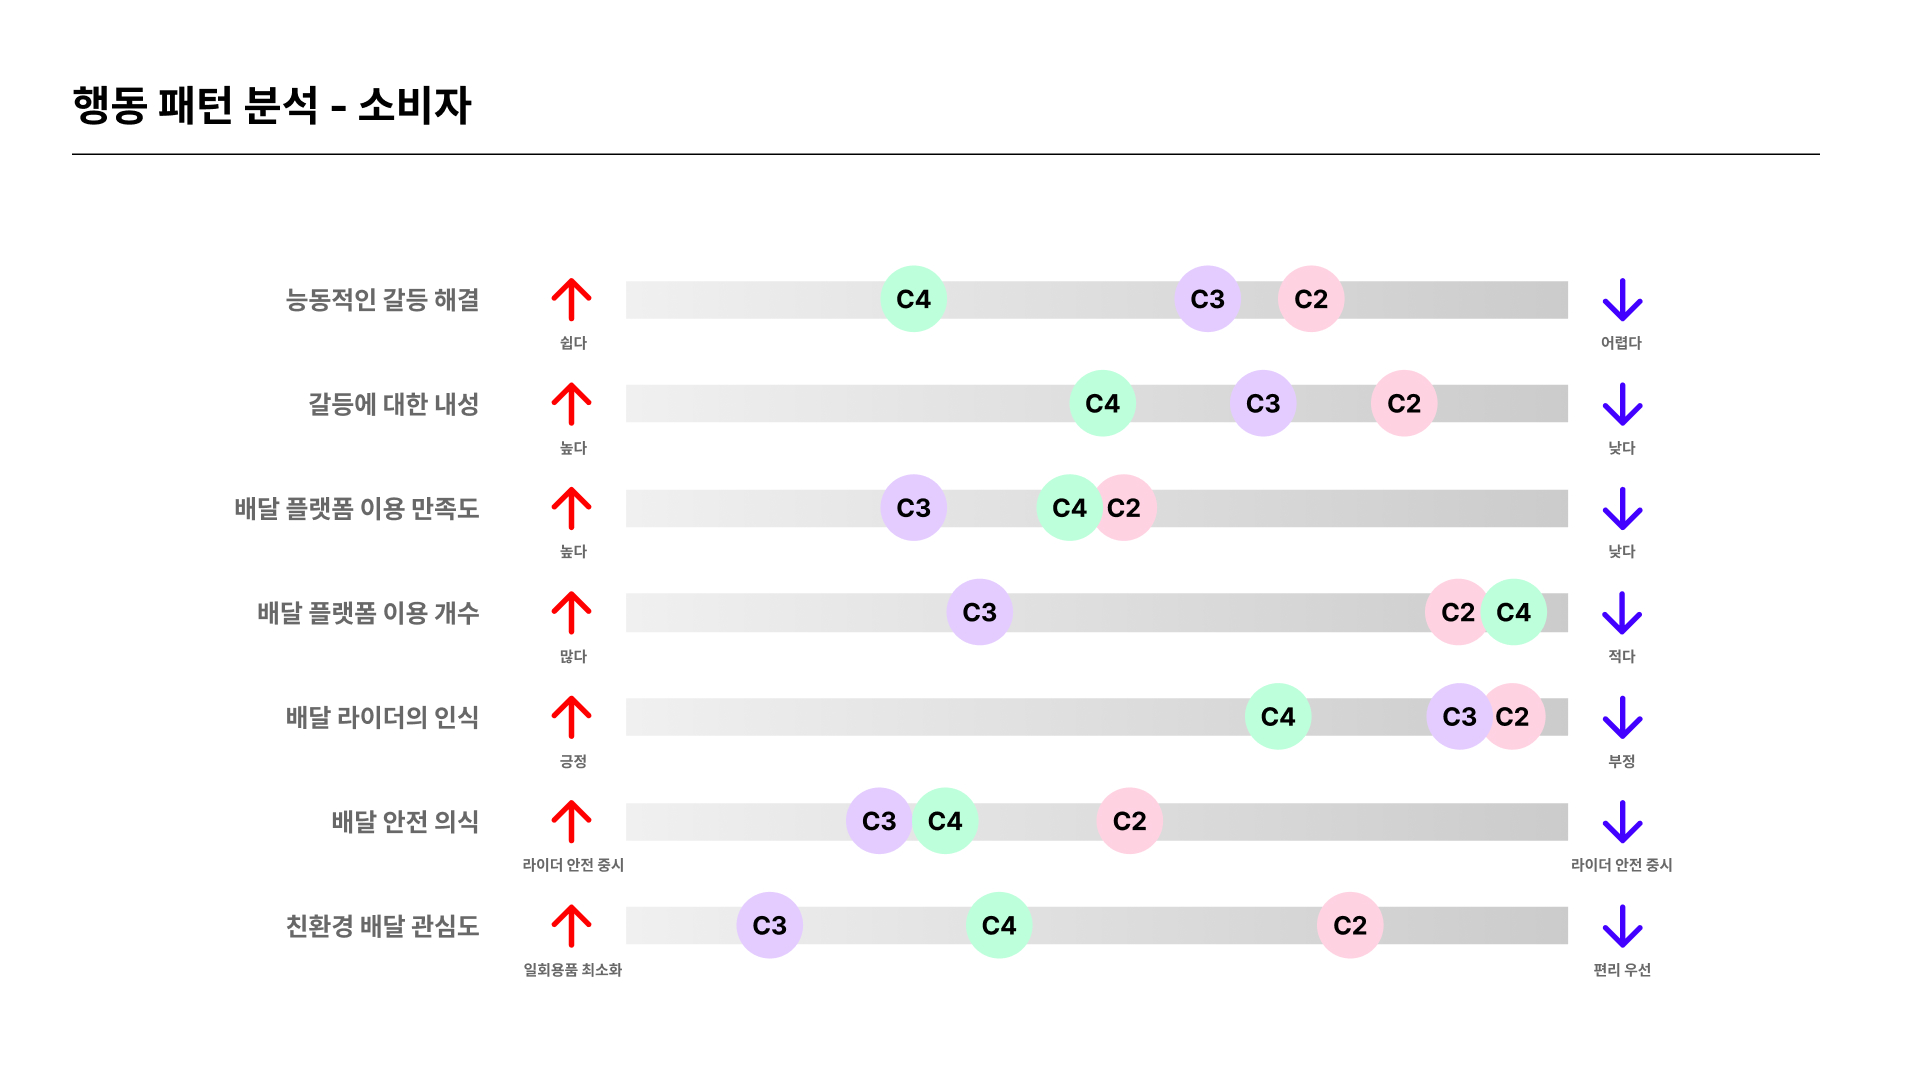 행동 패턴 분석 - 소비자
능동적인 갈등 해결
C4 C3 C2
쉽다 어렵다
갈등에 대한 내성
C4 C3 C2
높다 낮다
배달 플랫폼 이용 만족도
C3 C4 C2
높다 낮다
배달 플랫폼 이용 개수
C3 C2 C4
많다 적다
배달 라이더의 인식
C4 C3 C2
긍정 부정
배달 안전 의식
C3 C4 C2
라이더 안전 중시 라이더 안전 중시
친환경 배달 관심도
C3 C4 C2
일회용품 최소화 편리 우선